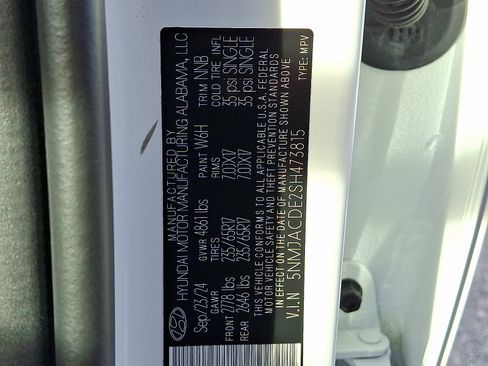 MANUFACTURED BY
HYUNDAI MOTOR MANUFACTURING ALABAMA, LLC
Sep/23/24 GVWR 4861 lbs PAINT WGH TRIM NNB
GAWR TIRES RIMS COLD TIRE INFL
FRONT 2778 lbs 235/65R17 7.0JX17 35 psi SINGLE
REAR 2646 lbs 235/65R17 7.0JX17 35 psi SINGLE
THIS VEHICLE CONFORMS TO ALL APPLICABLE U.S.A. FEDERAL
MOTOR VEHICLE SAFETY AND THEFT PREVENTION STANDARDS
IN EFFECT ON THE DATE OF MANUFACTURE SHOWN ABOVE
V.I.N 5NMJACDE2SH473815 TYPE: MPV